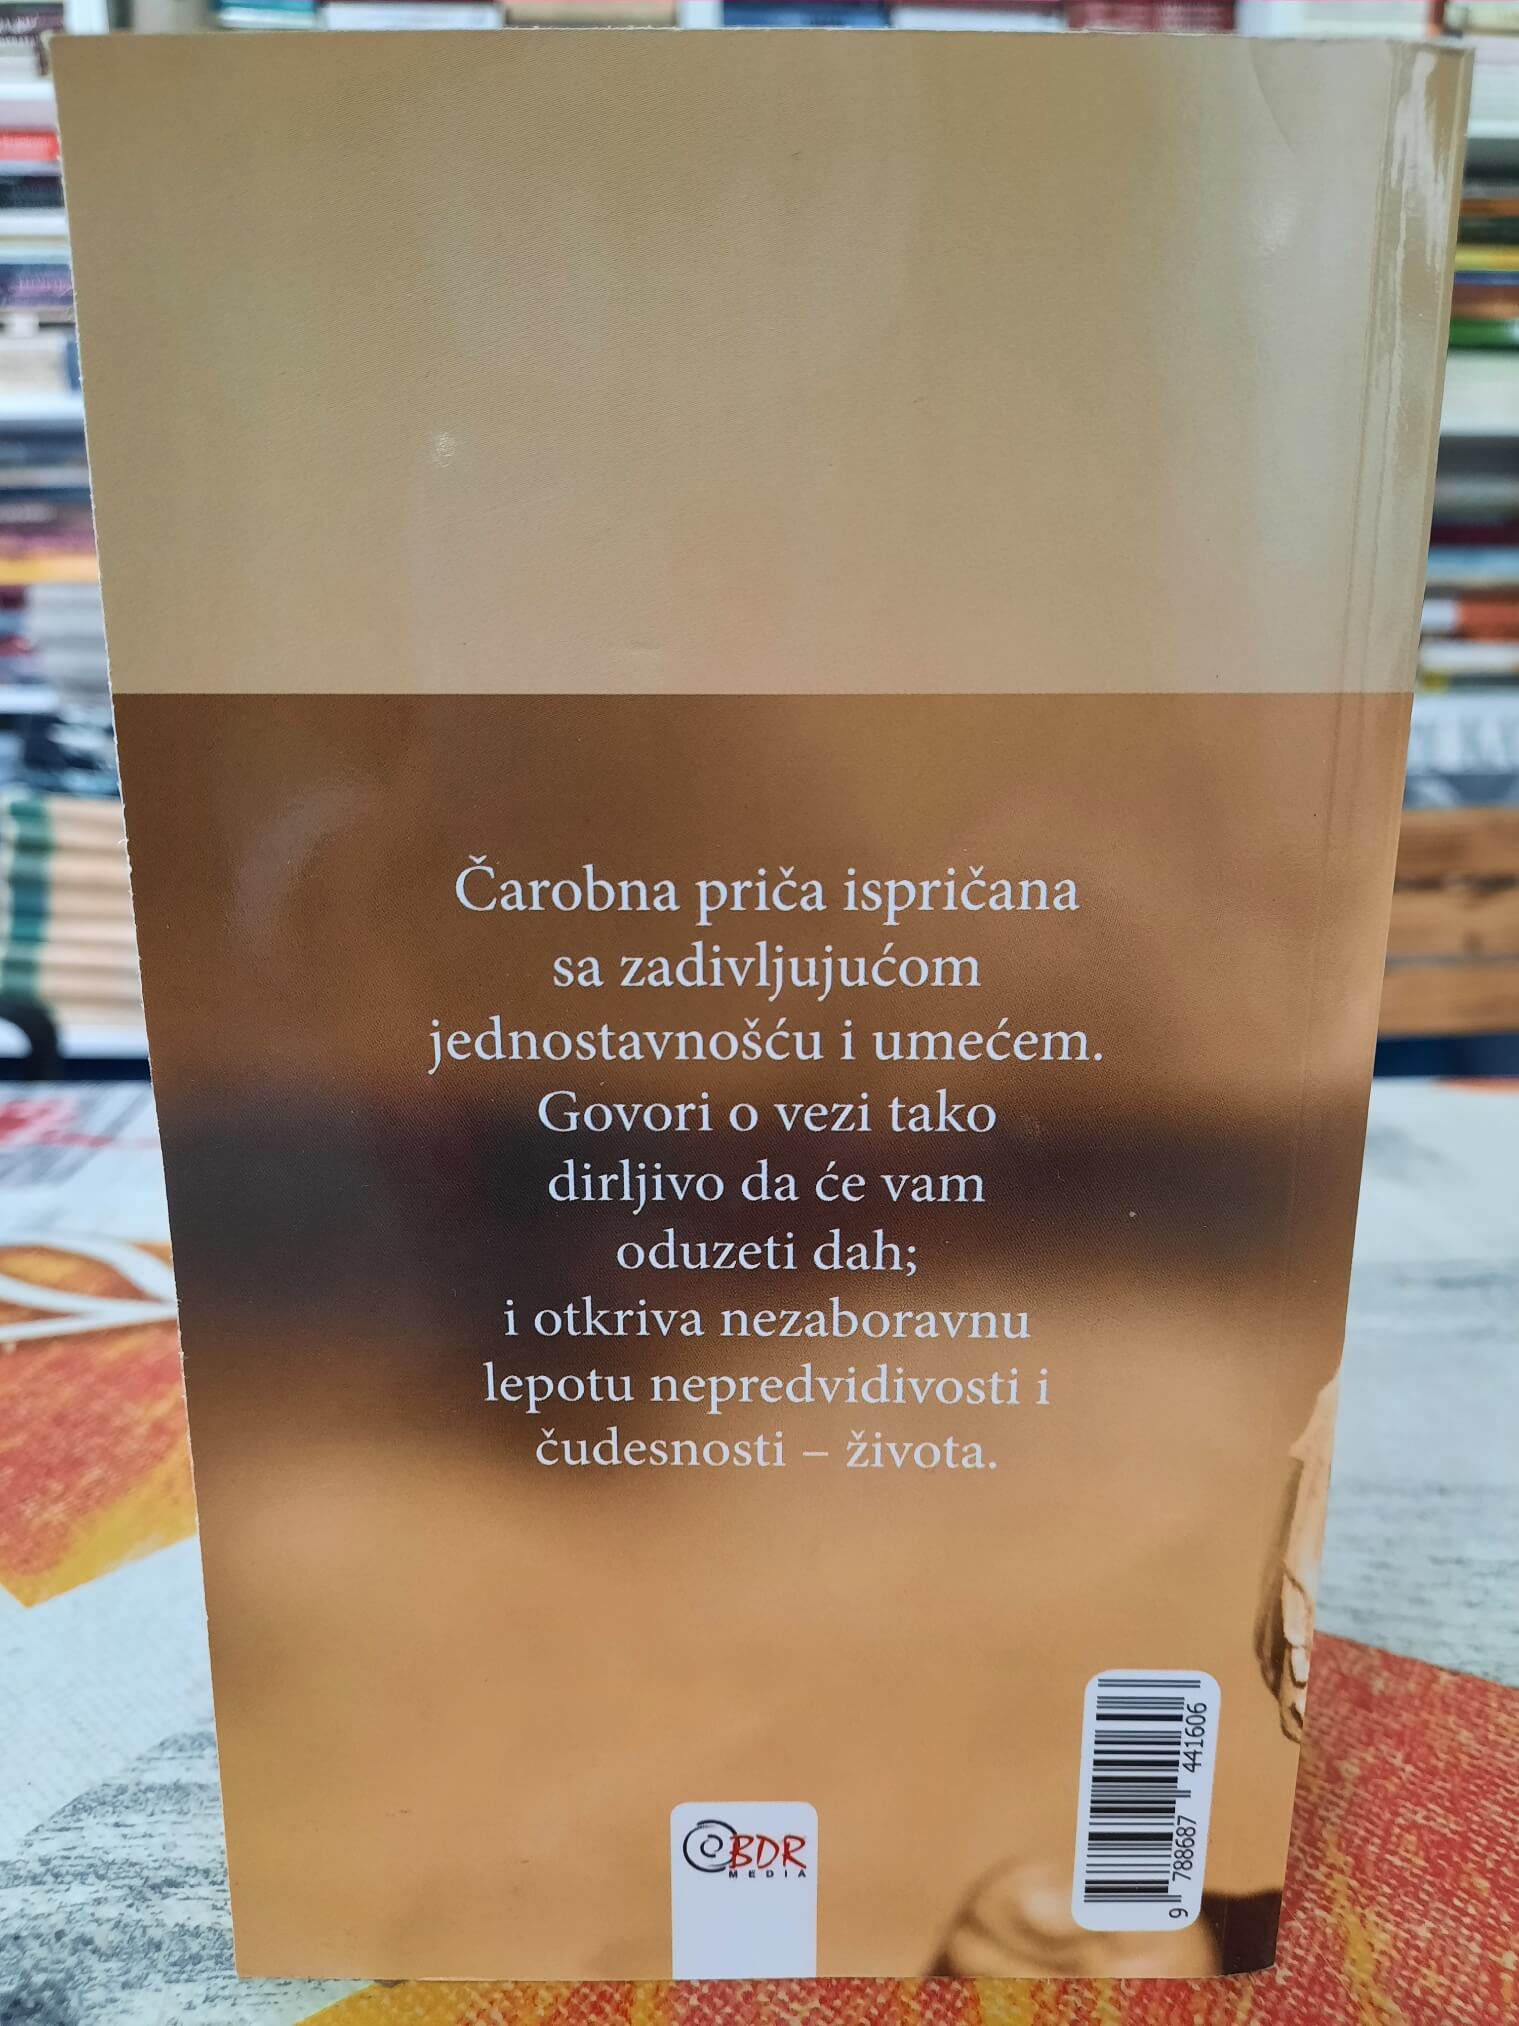 Čarobna priča ispričana
sa zadivljujućom
jednostavnošću i umećem.
Govori o vezi tako
dirljivo da će vam
oduzeti dah;
i otkriva nezaboravnu
lepotu nepredvidivosti i
čudesnosti – života.
BDR
MEDIA
9 788687 441606